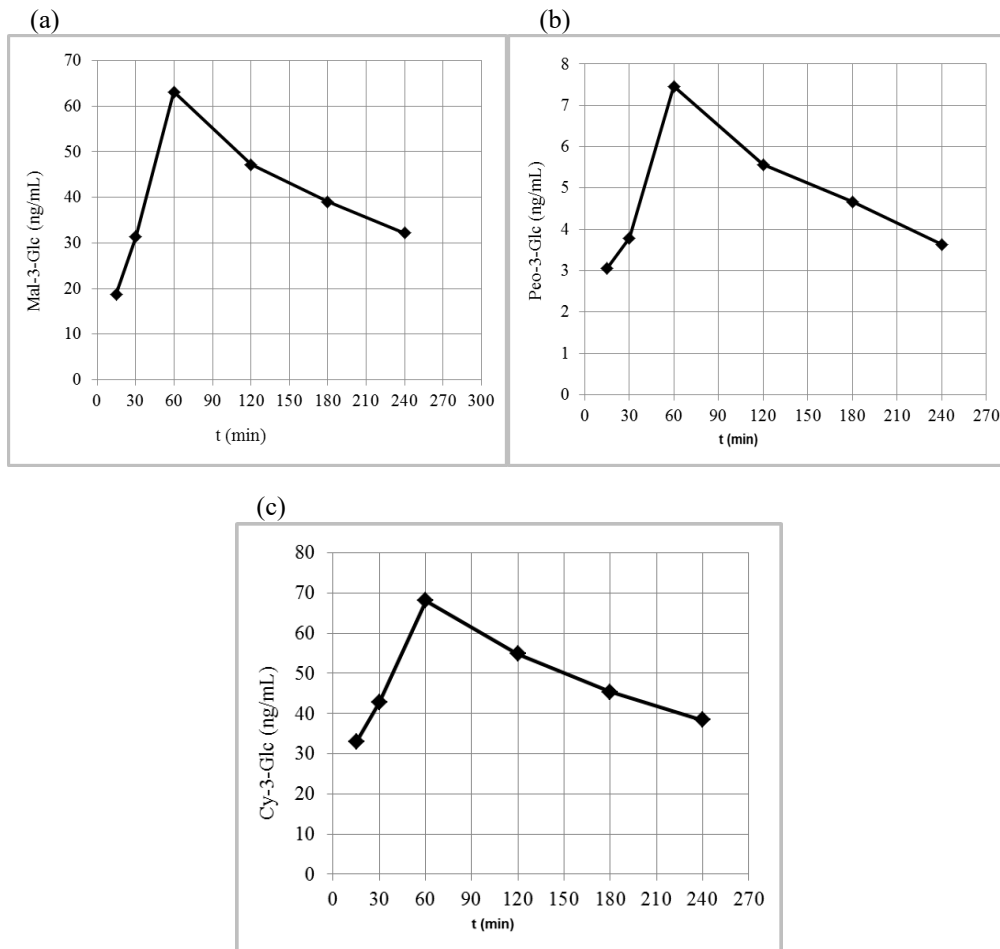 (a)
70
60
50
40
30
20
10
0
Mal-3-Glc (ng/mL)
0 30 60 90 120 150 180 210 240 270 300
t (min)
(b)
8
7
6
5
4
3
2
1
0
Peo-3-Glc (ng/mL)
0 30 60 90 120 150 180 210 240 270
t (min)
(c)
80
70
60
50
40
30
20
10
0
Cy-3-Glc (ng/mL)
0 30 60 90 120 150 180 210 240 270
t (min)